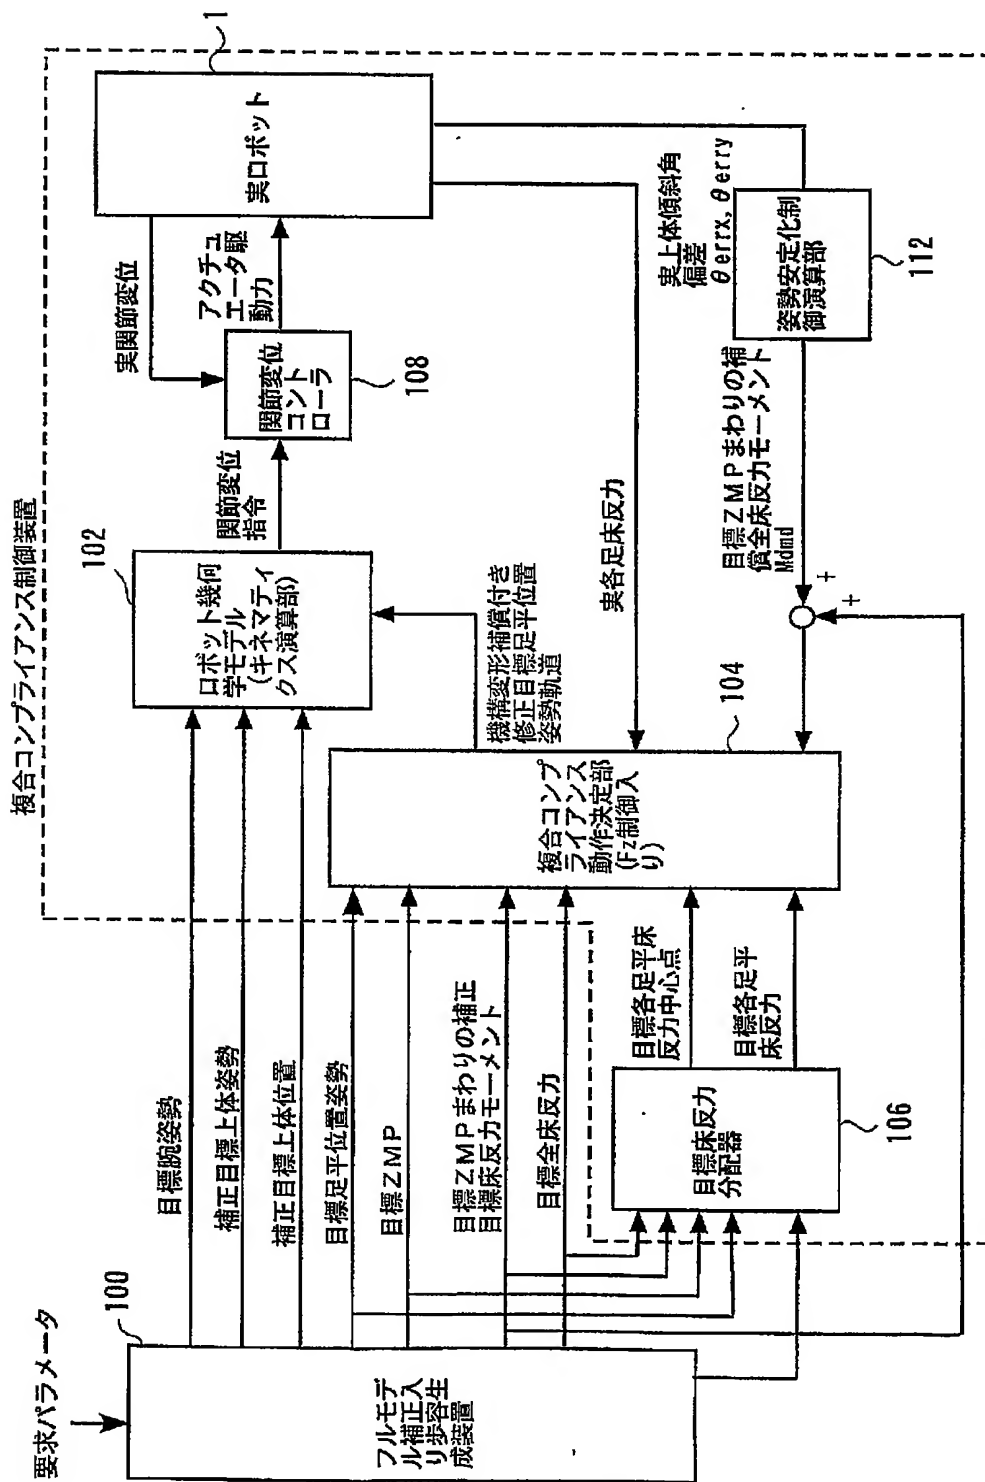 要求パラメータ
100
フルモデ
ル補正入
り歩容生
成装置
目標腕姿勢
補正目標上体姿勢
補正目標上体位置
目標足平位置姿勢
目標ZMP
目標ZMPまわりの補正
目標床反力モーメント
目標全床反力
目標床反力
分配器
106
目標各足平床
反力中心点
目標各足平
床反力
複合コンプライアンス制御装置
102
ロボット幾何
学モデル
(キネマティ
クス演算部)
機構変形補償付き
修正目標足平位置
姿勢軌道
複合コンプ
ライアンス
動作決定部
(Fz制御入
り)
104
関節変位
指令
関節変位
コント
ローラ
108
実関節変位
アクチュ
エータ駆
動力
実ロボット
1
実各足床反力
実上体傾斜角
偏差
θerrx, θerry
姿勢安定化制
御演算部
112
目標ZMPまわりの補
償全床反力モーメント
Mdmd
+
+